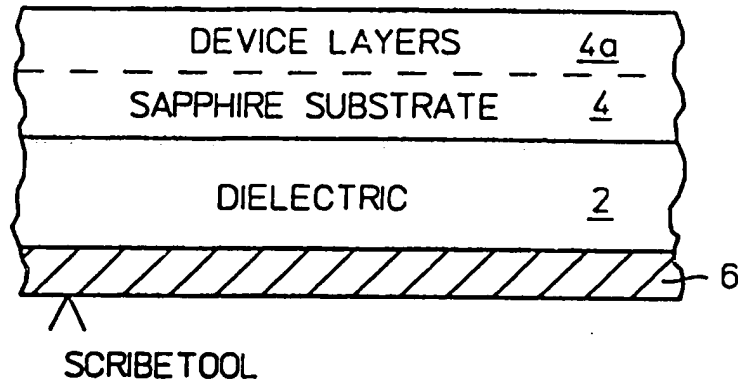 DEVICE LAYERS 4a
SAPPHIRE SUBSTRATE 4
DIELECTRIC 2
6
SCRIBETOOL